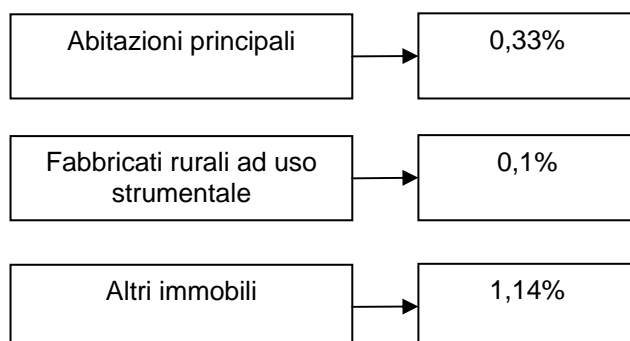 Abitazioni principali
0,33%
Fabbricati rurali ad uso
strumentale
0,1%
Altri immobili
1,14%